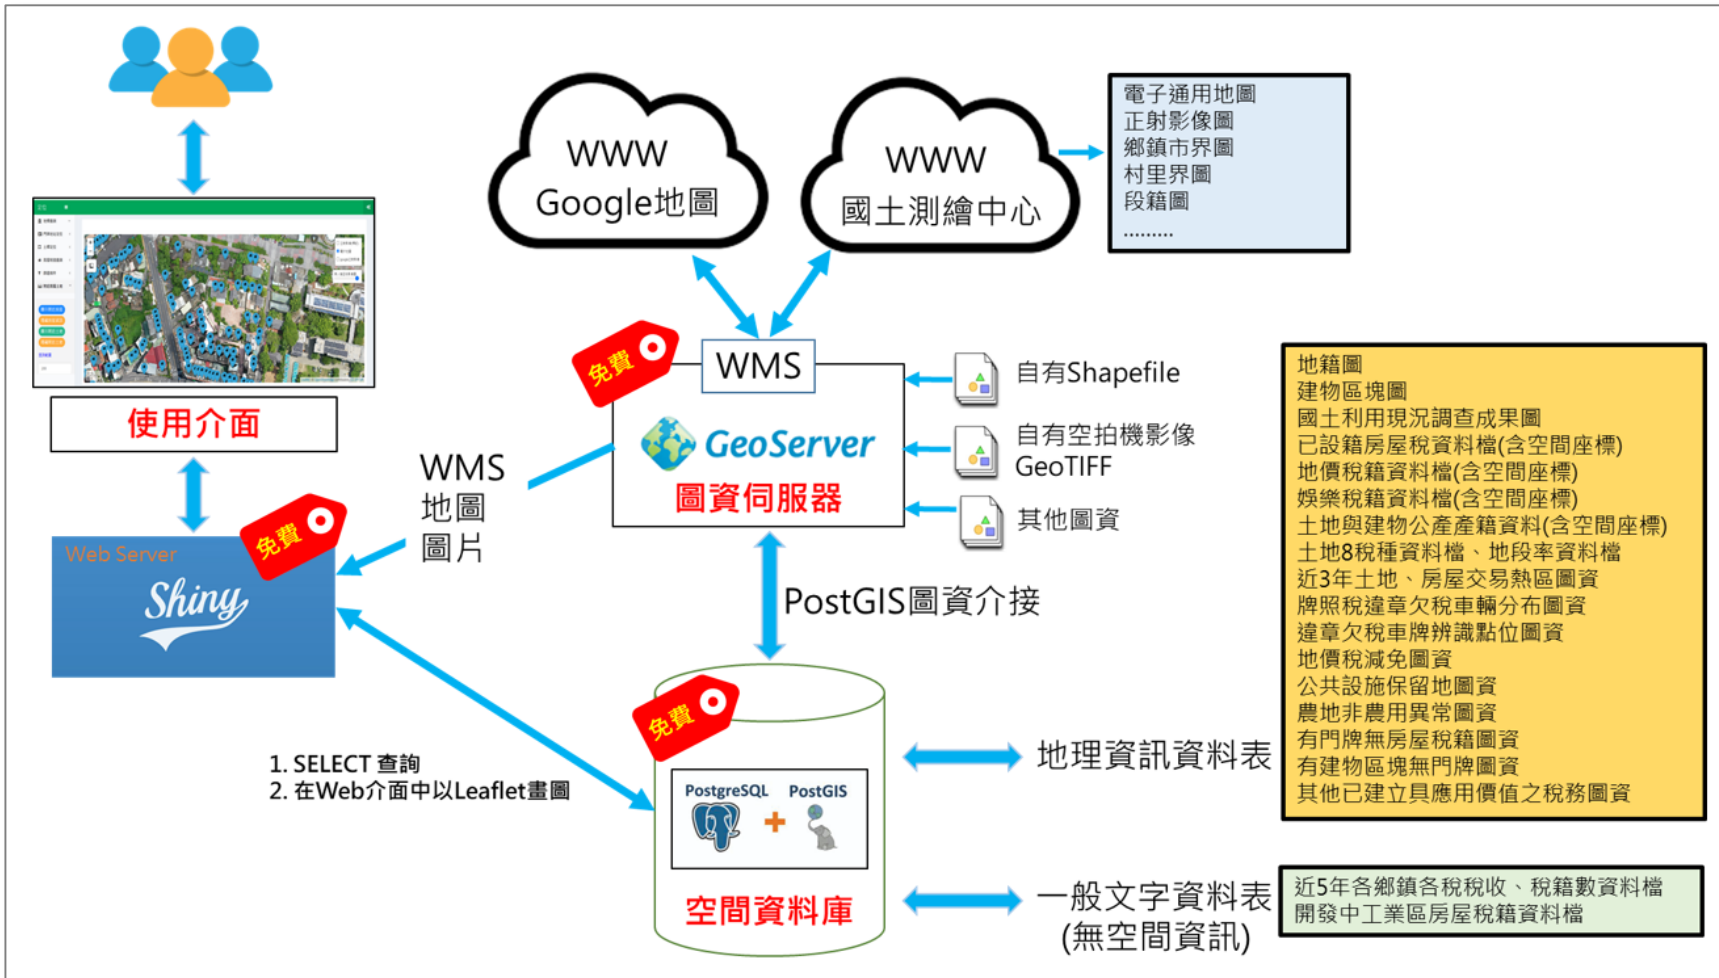 WWW
Google地圖
WWW
國土測繪中心
電子通用地圖
正射影像圖
鄉鎮市界圖
村里界圖
段籍圖
.........
使用介面
免費
WMS
GeoServer
圖資伺服器
自有Shapefile
自有空拍機影像
GeoTIFF
其他圖資
WMS
地圖
圖片
免費
Web Server
Shiny
PostGIS圖資介接
1. SELECT 查詢
2. 在Web介面中以Leaflet畫圖
免費
PostgreSQL
PostGIS
+
空間資料庫
地理資訊資料表
一般文字資料表
(無空間資訊)
地籍圖
建物區塊圖
國土利用現況調查成果圖
已設籍房屋稅資料檔(含空間座標)
地價稅籍資料檔(含空間座標)
娛樂稅籍資料檔(含空間座標)
土地與建物公產產籍資料(含空間座標)
土地8稅種資料檔、地段率資料檔
近3年土地、房屋交易熱區圖資
牌照稅違章欠稅車輛分布圖資
違章欠稅車牌辨識點位圖資
地價稅減免圖資
公共設施保留地圖資
農地非農用異常圖資
有門牌無房屋稅籍圖資
有建物區塊無門牌圖資
其他已建立具應用價值之稅務圖資
近5年各鄉鎮各稅稅收、稅籍數資料檔
開發中工業區房屋稅籍資料檔